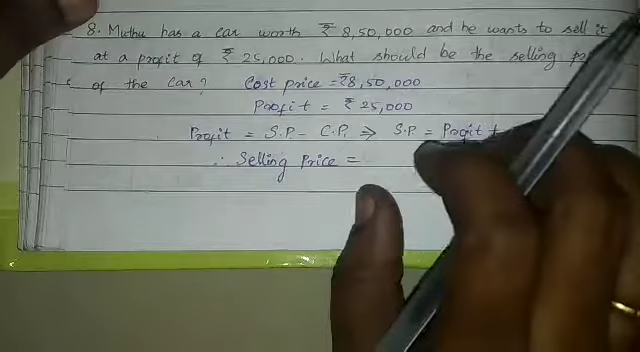 8. Muthu has a car worth ₹ 8,50,000 and he wants to sell it
at a profit of ₹ 25,000. What should be the selling
of the car? Cost price = ₹8,50,000
Profit = ₹ 25,000
Profit = S.P - C.P. ⇒ S.P. = Profit +
∴ Selling Price =